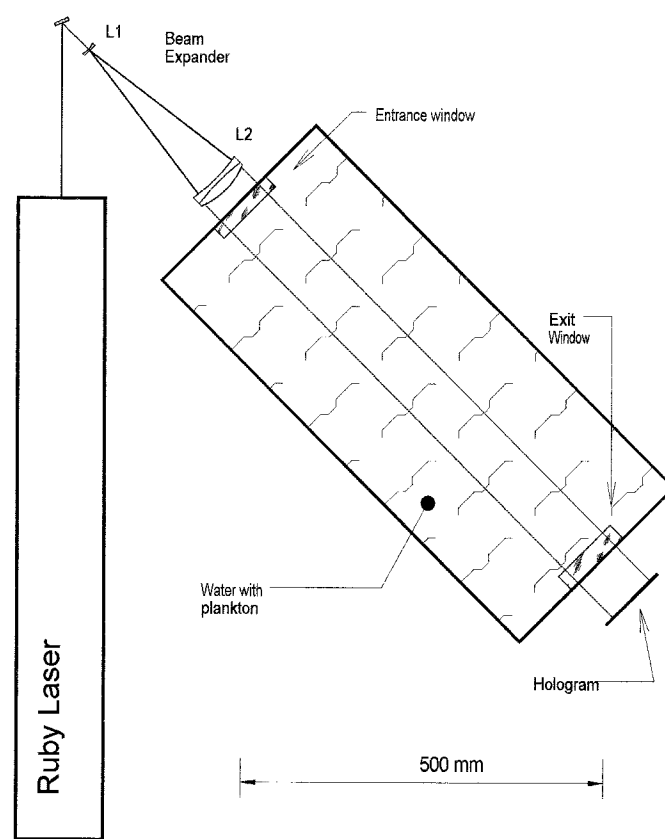 L1
Beam
Expander
L2
Entrance window
Exit
Window
Water with
plankton
Hologram
Ruby Laser
500 mm